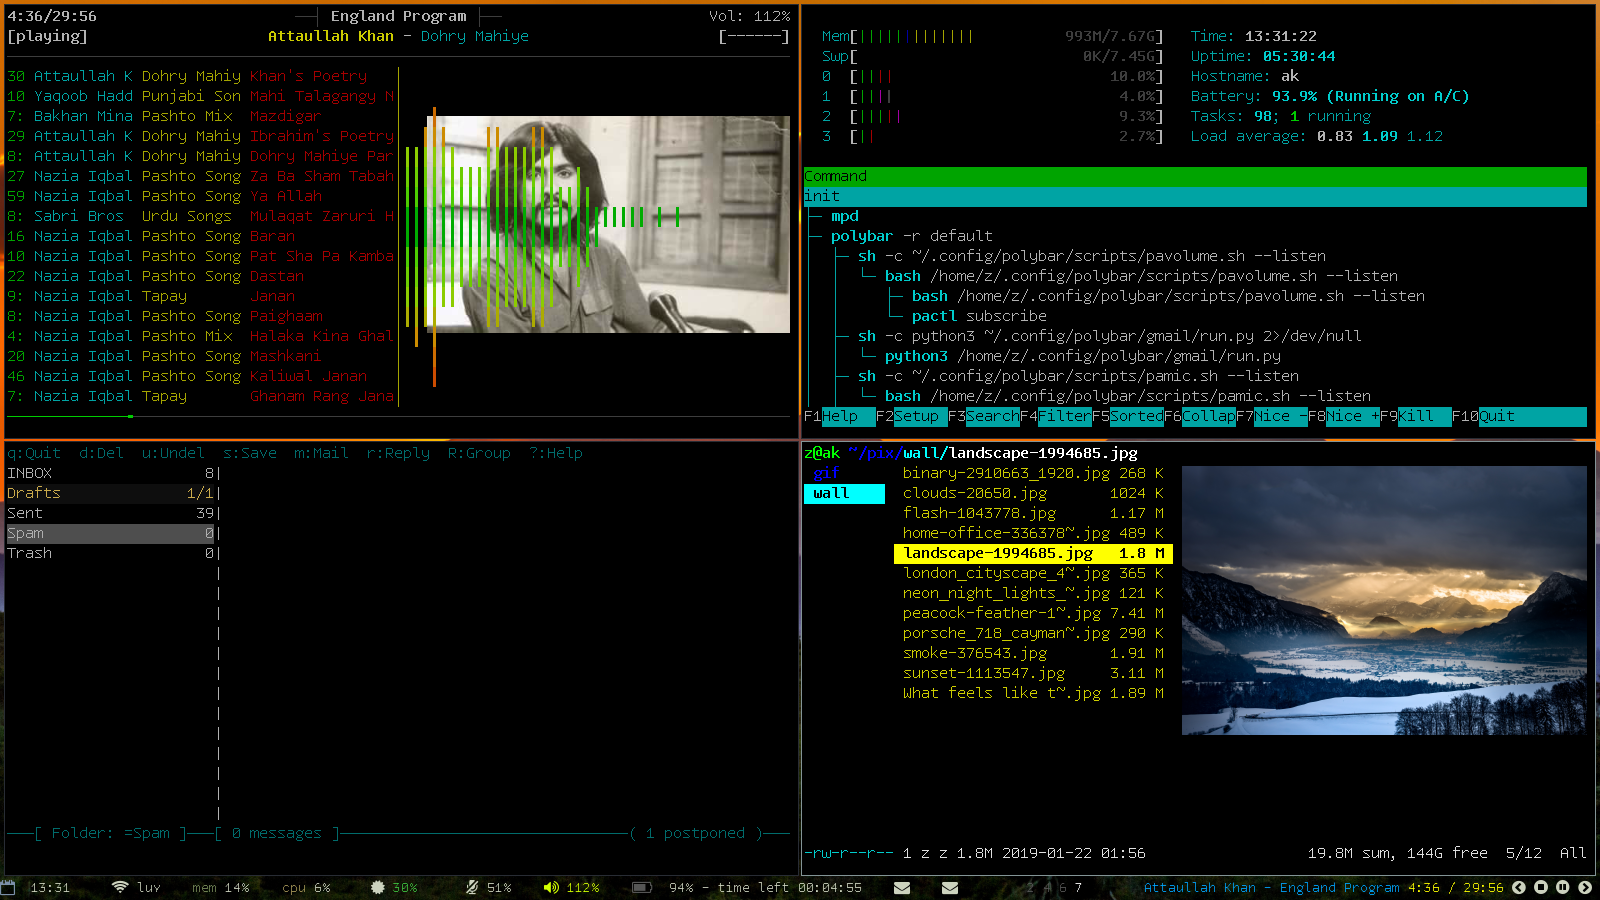 4:36/29:56 England Program Vol: 112%
[playing] Attaullah Khan - Dohry Mahiye [------]
30 Attaullah K Dohry Mahiy Khan's Poetry
10 Yaqoob Hadd Punjabi Son Mahi Talagangy N
7: Bakhan Mina Pashto Mix Mazdigar
29 Attaullah K Dohry Mahiy Ibrahim's Poetry
8: Attaullah K Dohry Mahiy Dohry Mahiye Par
27 Nazia Iqbal Pashto Song Za Ba Sham Tabah
59 Nazia Iqbal Pashto Song Ya Allah
8: Sabri Bros Urdu Songs Mulaqat Zaruri H
16 Nazia Iqbal Pashto Song Baran
10 Nazia Iqbal Pashto Song Pat Sha Pa Kamba
22 Nazia Iqbal Pashto Song Dastan
9: Nazia Iqbal Tapay Janan
8: Nazia Iqbal Pashto Song Paighaam
4: Nazia Iqbal Pashto Mix Halaka Kina Ghal
20 Nazia Iqbal Pashto Song Mashkani
46 Nazia Iqbal Pashto Song Kaliwal Janan
7: Nazia Iqbal Tapay Ghanam Rang Jana
Mem[ 993M/7.67G] Time: 13:31:22
Swp[ 0K/7.45G] Uptime: 05:30:44
0 [ 10.0%] Hostname: ak
1 [ 4.0%] Battery: 93.9% (Running on A/C)
2 [ 9.3%] Tasks: 98; 1 running
3 [ 2.7%] Load average: 0.83 1.09 1.12
Command
init
mpd
polybar -r default
sh -c ~/.config/polybar/scripts/pavolume.sh --listen
bash /home/z/.config/polybar/scripts/pavolume.sh --listen
bash /home/z/.config/polybar/scripts/pavolume.sh --listen
pactl subscribe
sh -c python3 ~/.config/polybar/gmail/run.py 2>/dev/null
python3 /home/z/.config/polybar/gmail/run.py
sh -c ~/.config/polybar/scripts/pamic.sh --listen
bash /home/z/.config/polybar/scripts/pamic.sh --listen
F1Help F2Setup F3SearchF4FilterF5SortedF6CollapF7Nice -F8Nice +F9Kill F10Quit
q:Quit d:Del u:Undel s:Save m:Mail r:Reply R:Group ?:Help
INBOX 8
Drafts 1/1
Sent 39
Spam 0
Trash 0
[ Folder: =Spam ]---[ 0 messages ] ( 1 postponed )
z@ak ~/pix/wall/landscape-1994685.jpg
gif binary-2910663_1920.jpg 268 K
wall clouds-20650.jpg 1024 K
flash-1043778.jpg 1.17 M
home-office-336378~.jpg 489 K
landscape-1994685.jpg 1.8 M
london_cityscape_4~.jpg 365 K
neon_night_lights_~.jpg 121 K
peacock-feather-1~.jpg 7.41 M
porsche_718_cayman~.jpg 290 K
smoke-376543.jpg 1.91 M
sunset-1113547.jpg 3.11 M
What feels like t~.jpg 1.89 M
-rw-r--r-- 1 z z 1.8M 2019-01-22 01:56 19.8M sum, 144G free 5/12 All
13:31 luv mem 14% cpu 6% 30% 51% 112% 94% - time left 00:04:55 2 4 6 7 Attaullah Khan - England Program 4:36 / 29:56